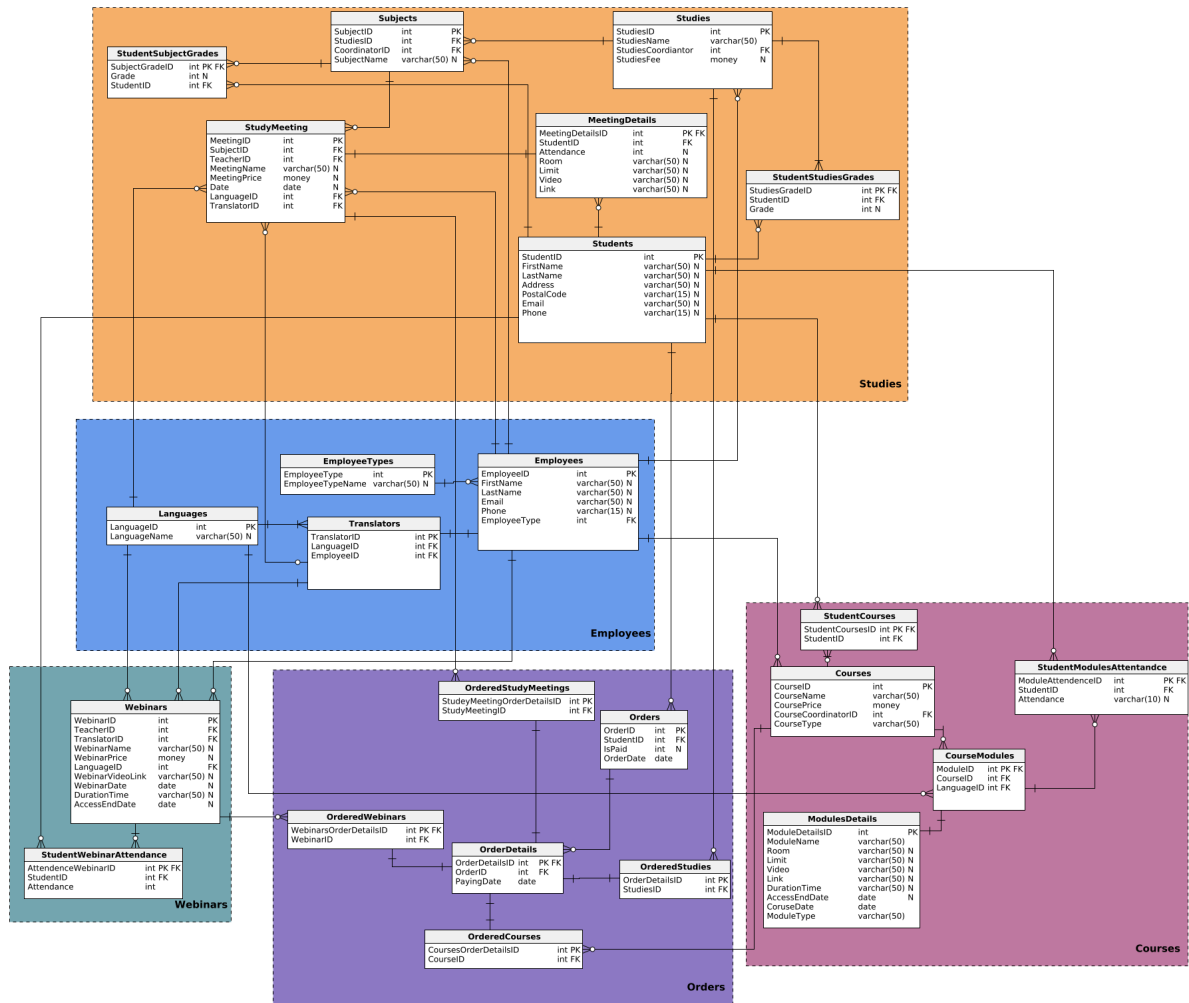 Subjects
SubjectID int PK
StudiesID int FK
CoordinatorID int FK
SubjectName varchar(50) N
Studies
StudiesID int PK
StudiesName varchar(50)
StudiesCoordiantor int FK
StudiesFee money N
StudentSubjectGrades
SubjectGradeID int PK FK
Grade int N
StudentID int FK
StudyMeeting
MeetingID int PK
SubjectID int FK
TeacherID int FK
MeetingName varchar(50) N
MeetingPrice money N
Date date N
LanguageID int FK
TranslatorID int FK
MeetingDetails
MeetingDetailsID int PK FK
StudentID int FK
Attendance int N
Room varchar(50) N
Limit varchar(50) N
Video varchar(50) N
Link varchar(50) N
StudentStudiesGrades
StudiesGradeID int PK FK
StudentID int FK
Grade int N
Students
StudentID int PK
FirstName varchar(50) N
LastName varchar(50) N
Address varchar(50) N
PostalCode varchar(15) N
Email varchar(50) N
Phone varchar(15) N
Studies
EmployeeTypes
EmployeeType int PK
EmployeeTypeName varchar(50) N
Employees
EmployeeID int PK
FirstName varchar(50) N
LastName varchar(50) N
Email varchar(50) N
Phone varchar(15) N
EmployeeType int FK
Languages
LanguageID int PK
LanguageName varchar(50) N
Translators
TranslatorID int PK
LanguageID int FK
EmployeeID int FK
Employees
StudentCourses
StudentCoursesID int PK FK
StudentID int FK
Courses
CourseID int PK
CourseName varchar(50)
CoursePrice money
CourseCoordinatorID int FK
CourseType varchar(50)
StudentModulesAttentandce
ModuleAttendenceID int PK FK
StudentID int FK
Attendance varchar(10) N
CourseModules
ModuleID int PK FK
CourseID int FK
LanguageID int FK
ModulesDetails
ModuleDetailsID int PK
ModuleName varchar(50)
Room varchar(50) N
Limit varchar(50) N
Video varchar(50) N
Link varchar(50) N
DurationTime varchar(50) N
AccessEndDate date N
CoruseDate date
ModuleType varchar(50)
Courses
Webinars
WebinarID int PK
TeacherID int FK
TranslatorID int FK
WebinarName varchar(50) N
WebinarPrice money N
LanguageID int FK
WebinarVideoLink varchar(50) N
WebinarDate date N
DurationTime varchar(50) N
AccessEndDate date N
StudentWebinarAttendance
AttendenceWebinarID int PK FK
StudentID int FK
Attendance int
Webinars
OrderedStudyMeetings
StudeyMeetingOrderDetailsID int PK
StudyMeetingID int FK
Orders
OrderID int PK
StudentID int FK
IsPaid int N
OrderDate date
OrderedWebinars
WebinarsOrderDetailsID int PK FK
WebinarID int FK
OrderDetails
OrderDetailsID int PK FK
OrderID int FK
PayingDate date
OrderedStudies
OrderDetailsID int PK
StudiesID int FK
OrderedCourses
CoursesOrderDetailsID int PK
CourseID int FK
Orders